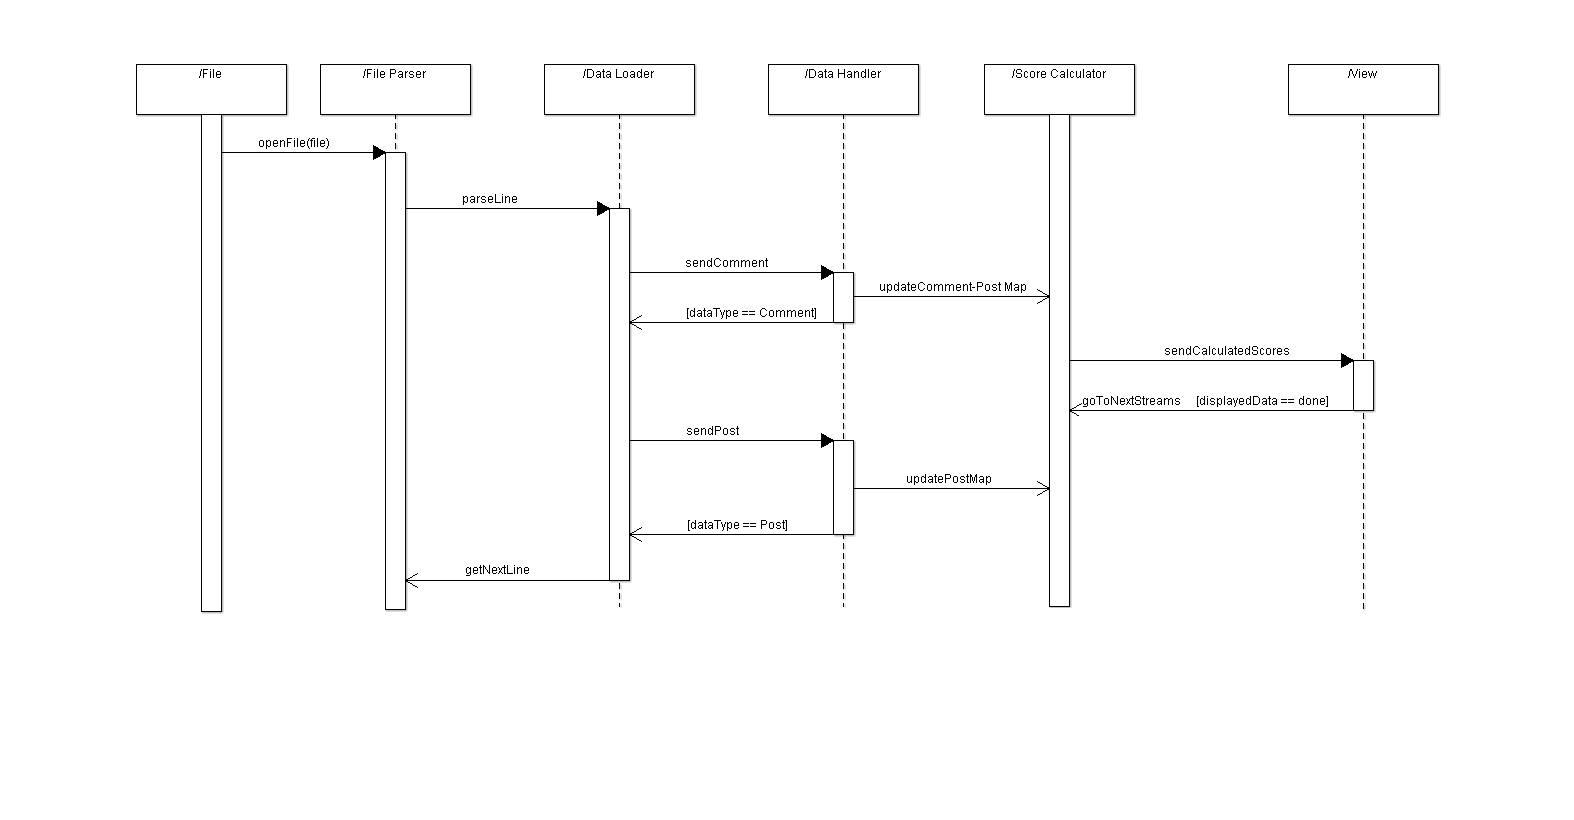 /File
/File Parser
/Data Loader
/Data Handler
/Score Calculator
/View
openFile(file)
parseLine
sendComment
updateComment-Post Map
[dataType == Comment]
sendCalculatedScores
goToNextStreams [displayedData == done]
sendPost
updatePostMap
[dataType == Post]
getNextLine